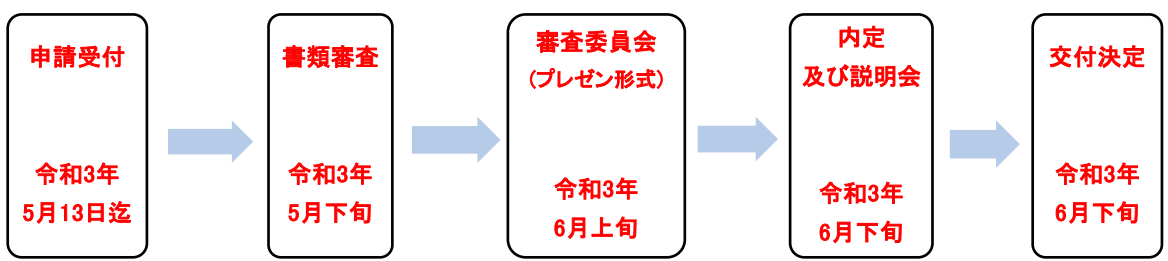 申請受付
令和3年
5月13日迄
書類審査
令和3年
5月下旬
審査委員会
(プレゼン形式)
令和3年
6月上旬
内定
及び説明会
令和3年
6月下旬
交付決定
令和3年
6月下旬